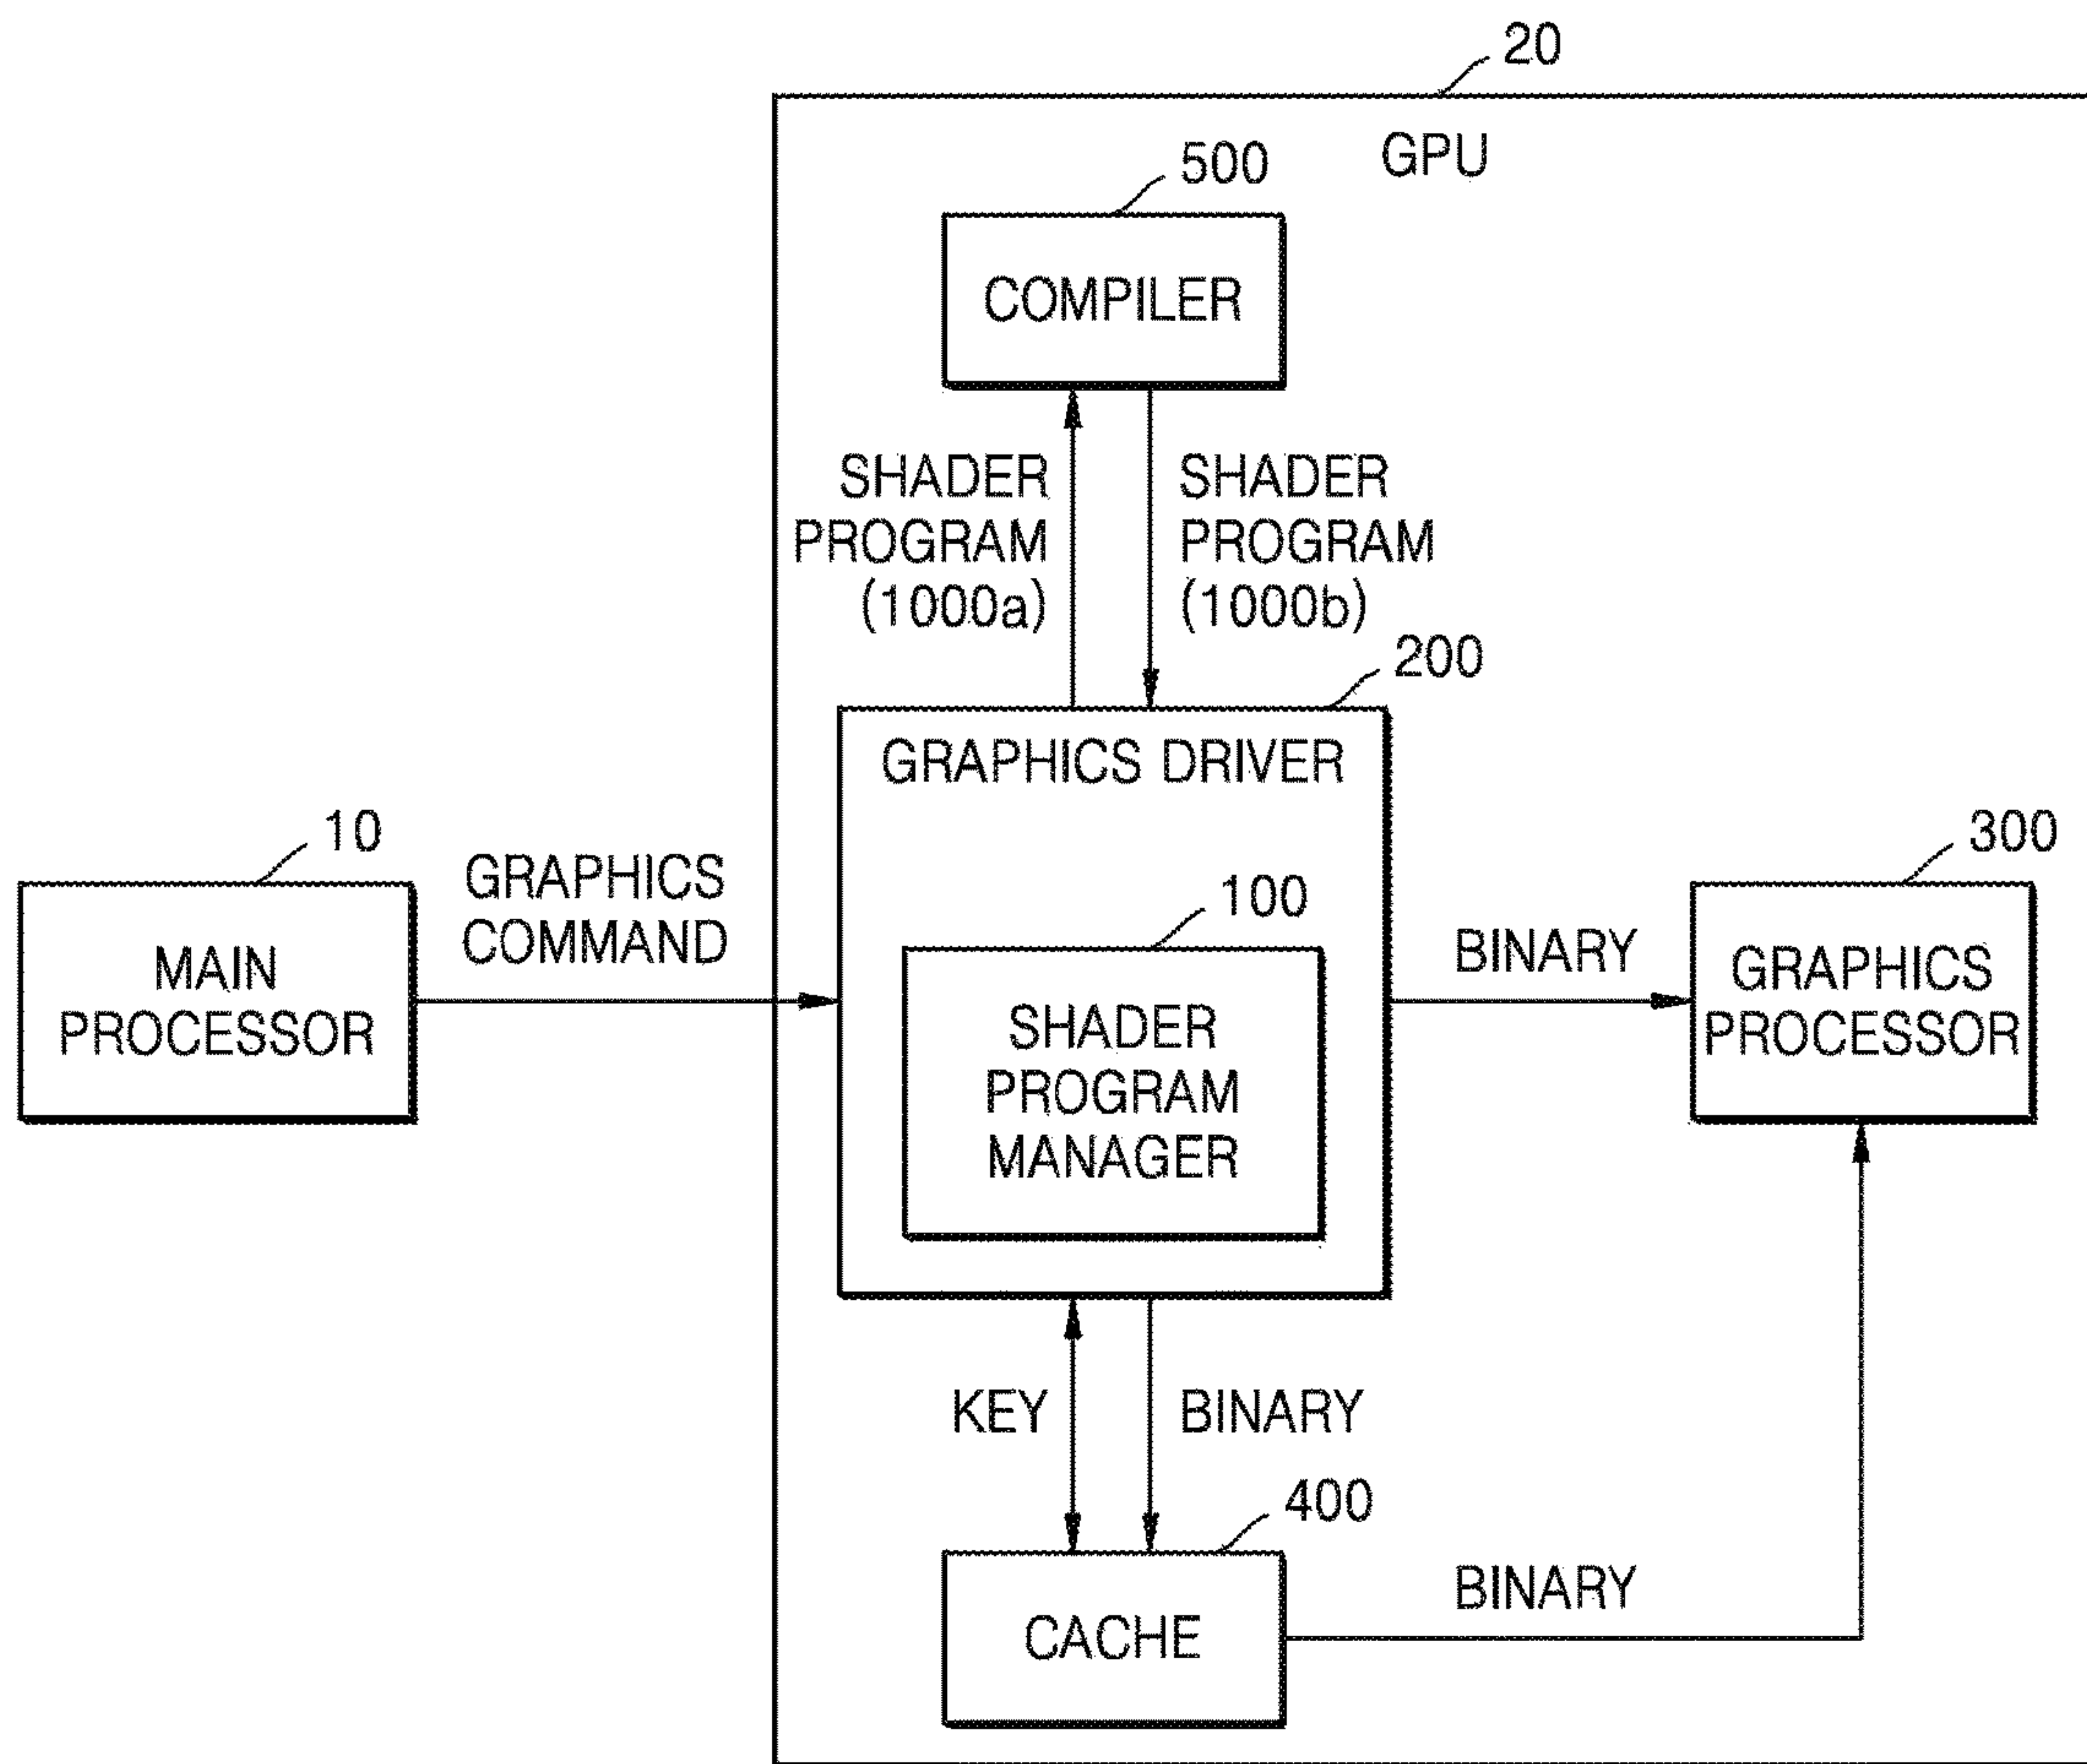 20
GPU
500
COMPILER
SHADER
PROGRAM
(1000a)
SHADER
PROGRAM
(1000b)
200
GRAPHICS DRIVER
10
MAIN
PROCESSOR
GRAPHICS
COMMAND
100
SHADER
PROGRAM
MANAGER
BINARY
300
GRAPHICS
PROCESSOR
KEY
BINARY
400
CACHE
BINARY